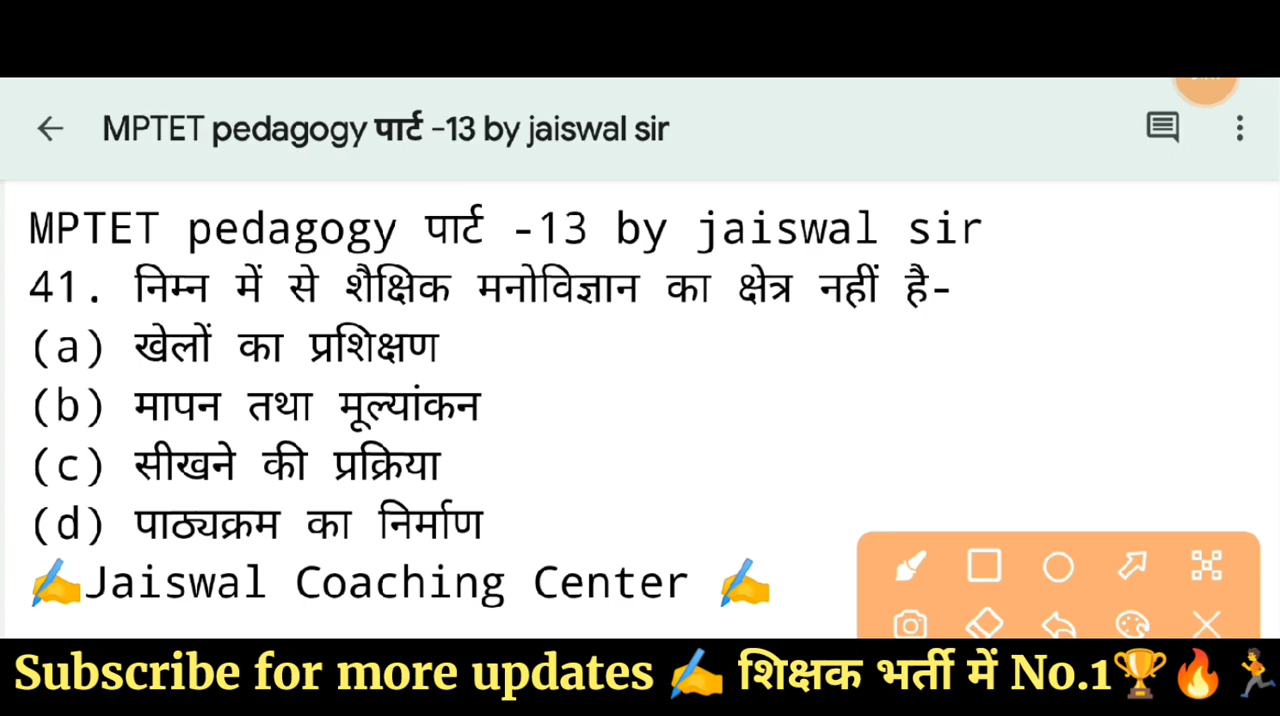 MPTET pedagogy पार्ट -13 by jaiswal sir
MPTET pedagogy पार्ट -13 by jaiswal sir
41. निम्न में से शैक्षिक मनोविज्ञान का क्षेत्र नहीं है-
(a) खेलों का प्रशिक्षण
(b) मापन तथा मूल्यांकन
(c) सीखने की प्रक्रिया
(d) पाठ्यक्रम का निर्माण
✍️Jaiswal Coaching Center ✍️
Subscribe for more updates ✍️ शिक्षक भर्ती में No.1🏆🔥🏃